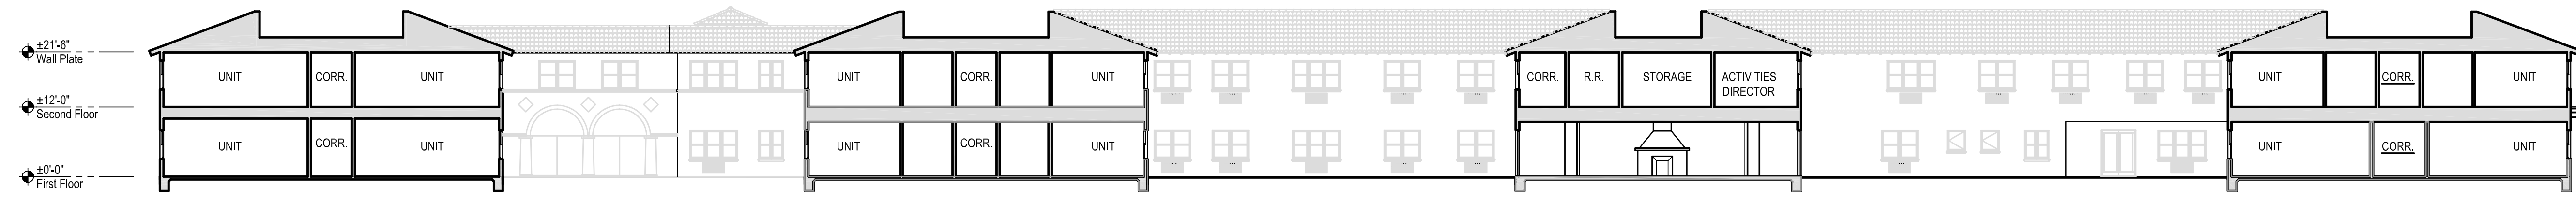 ±21'-6"
Wall Plate
±12'-0"
Second Floor
±0'-0"
First Floor
UNIT CORR. UNIT
UNIT CORR. UNIT
UNIT CORR. UNIT
UNIT CORR. UNIT
CORR. R.R. STORAGE ACTIVITIES
DIRECTOR
UNIT CORR. UNIT
UNIT CORR. UNIT